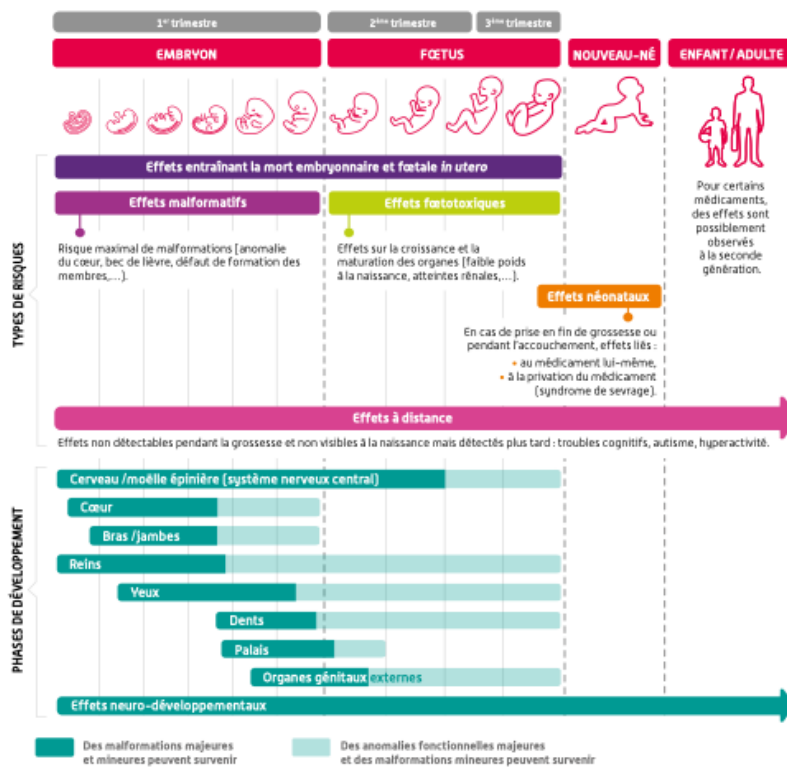 1er trimestre
2ème trimestre
3ème trimestre
EMBRYON
FŒTUS
NOUVEAU-NÉ
ENFANT/ADULTE
TYPES DE RISQUES
Effets entraînant la mort embryonnaire et fœtale in utero
Effets malformatifs
Effets fœtotoxiques
Risque maximal de malformations (anomalie
du cœur, bec de lièvre, défaut de formation des
membres,...).
Effets sur la croissance et la
maturation des organes (faible poids
à la naissance, atteintes rénales,...).
Pour certains
médicaments,
des effets sont
possiblement
observés
à la seconde
génération.
Effets néonataux
En cas de prise en fin de grossesse ou
pendant l'accouchement, effets liés :
• au médicament lui-même,
• à la privation du médicament
(syndrome de sevrage).
Effets à distance
Effets non détectables pendant la grossesse et non visibles à la naissance mais détectés plus tard : troubles cognitifs, autisme, hyperactivité.
PHASES DE DÉVELOPPEMENT
Cerveau /moëlle épinière (système nerveux central)
Cœur
Bras /jambes
Reins
Yeux
Dents
Palais
Organes génitaux externes
Effets neuro-développementaux
Des malformations majeures
et mineures peuvent survenir
Des anomalies fonctionnelles majeures
et des malformations mineures peuvent survenir